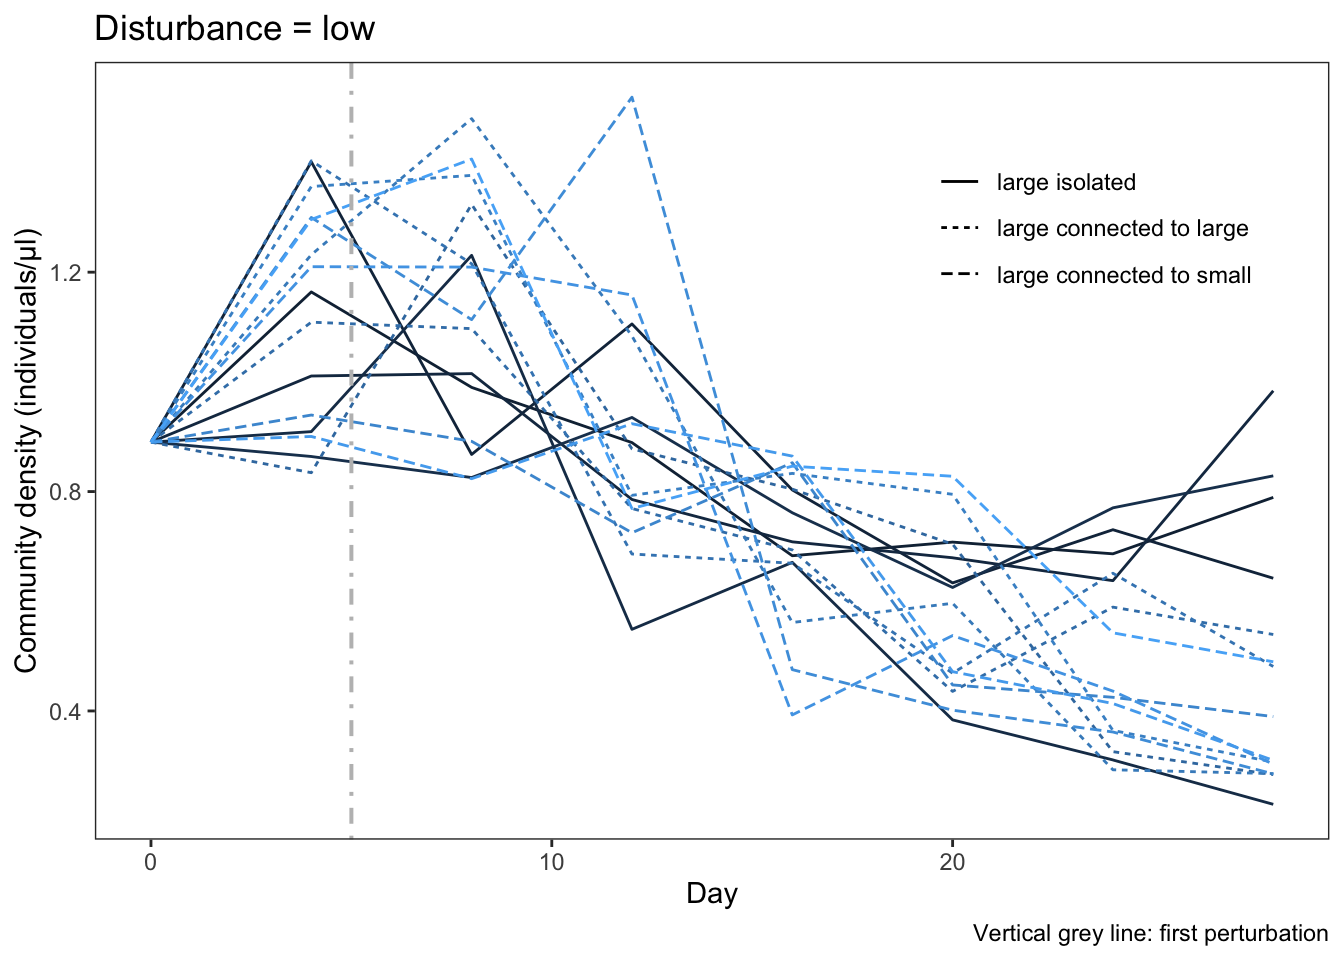 Disturbance = low
Community density (individuals/µl)
1.2
0.8
0.4
large isolated
large connected to large
large connected to small
0
10
20
Day
Vertical grey line: first perturbation